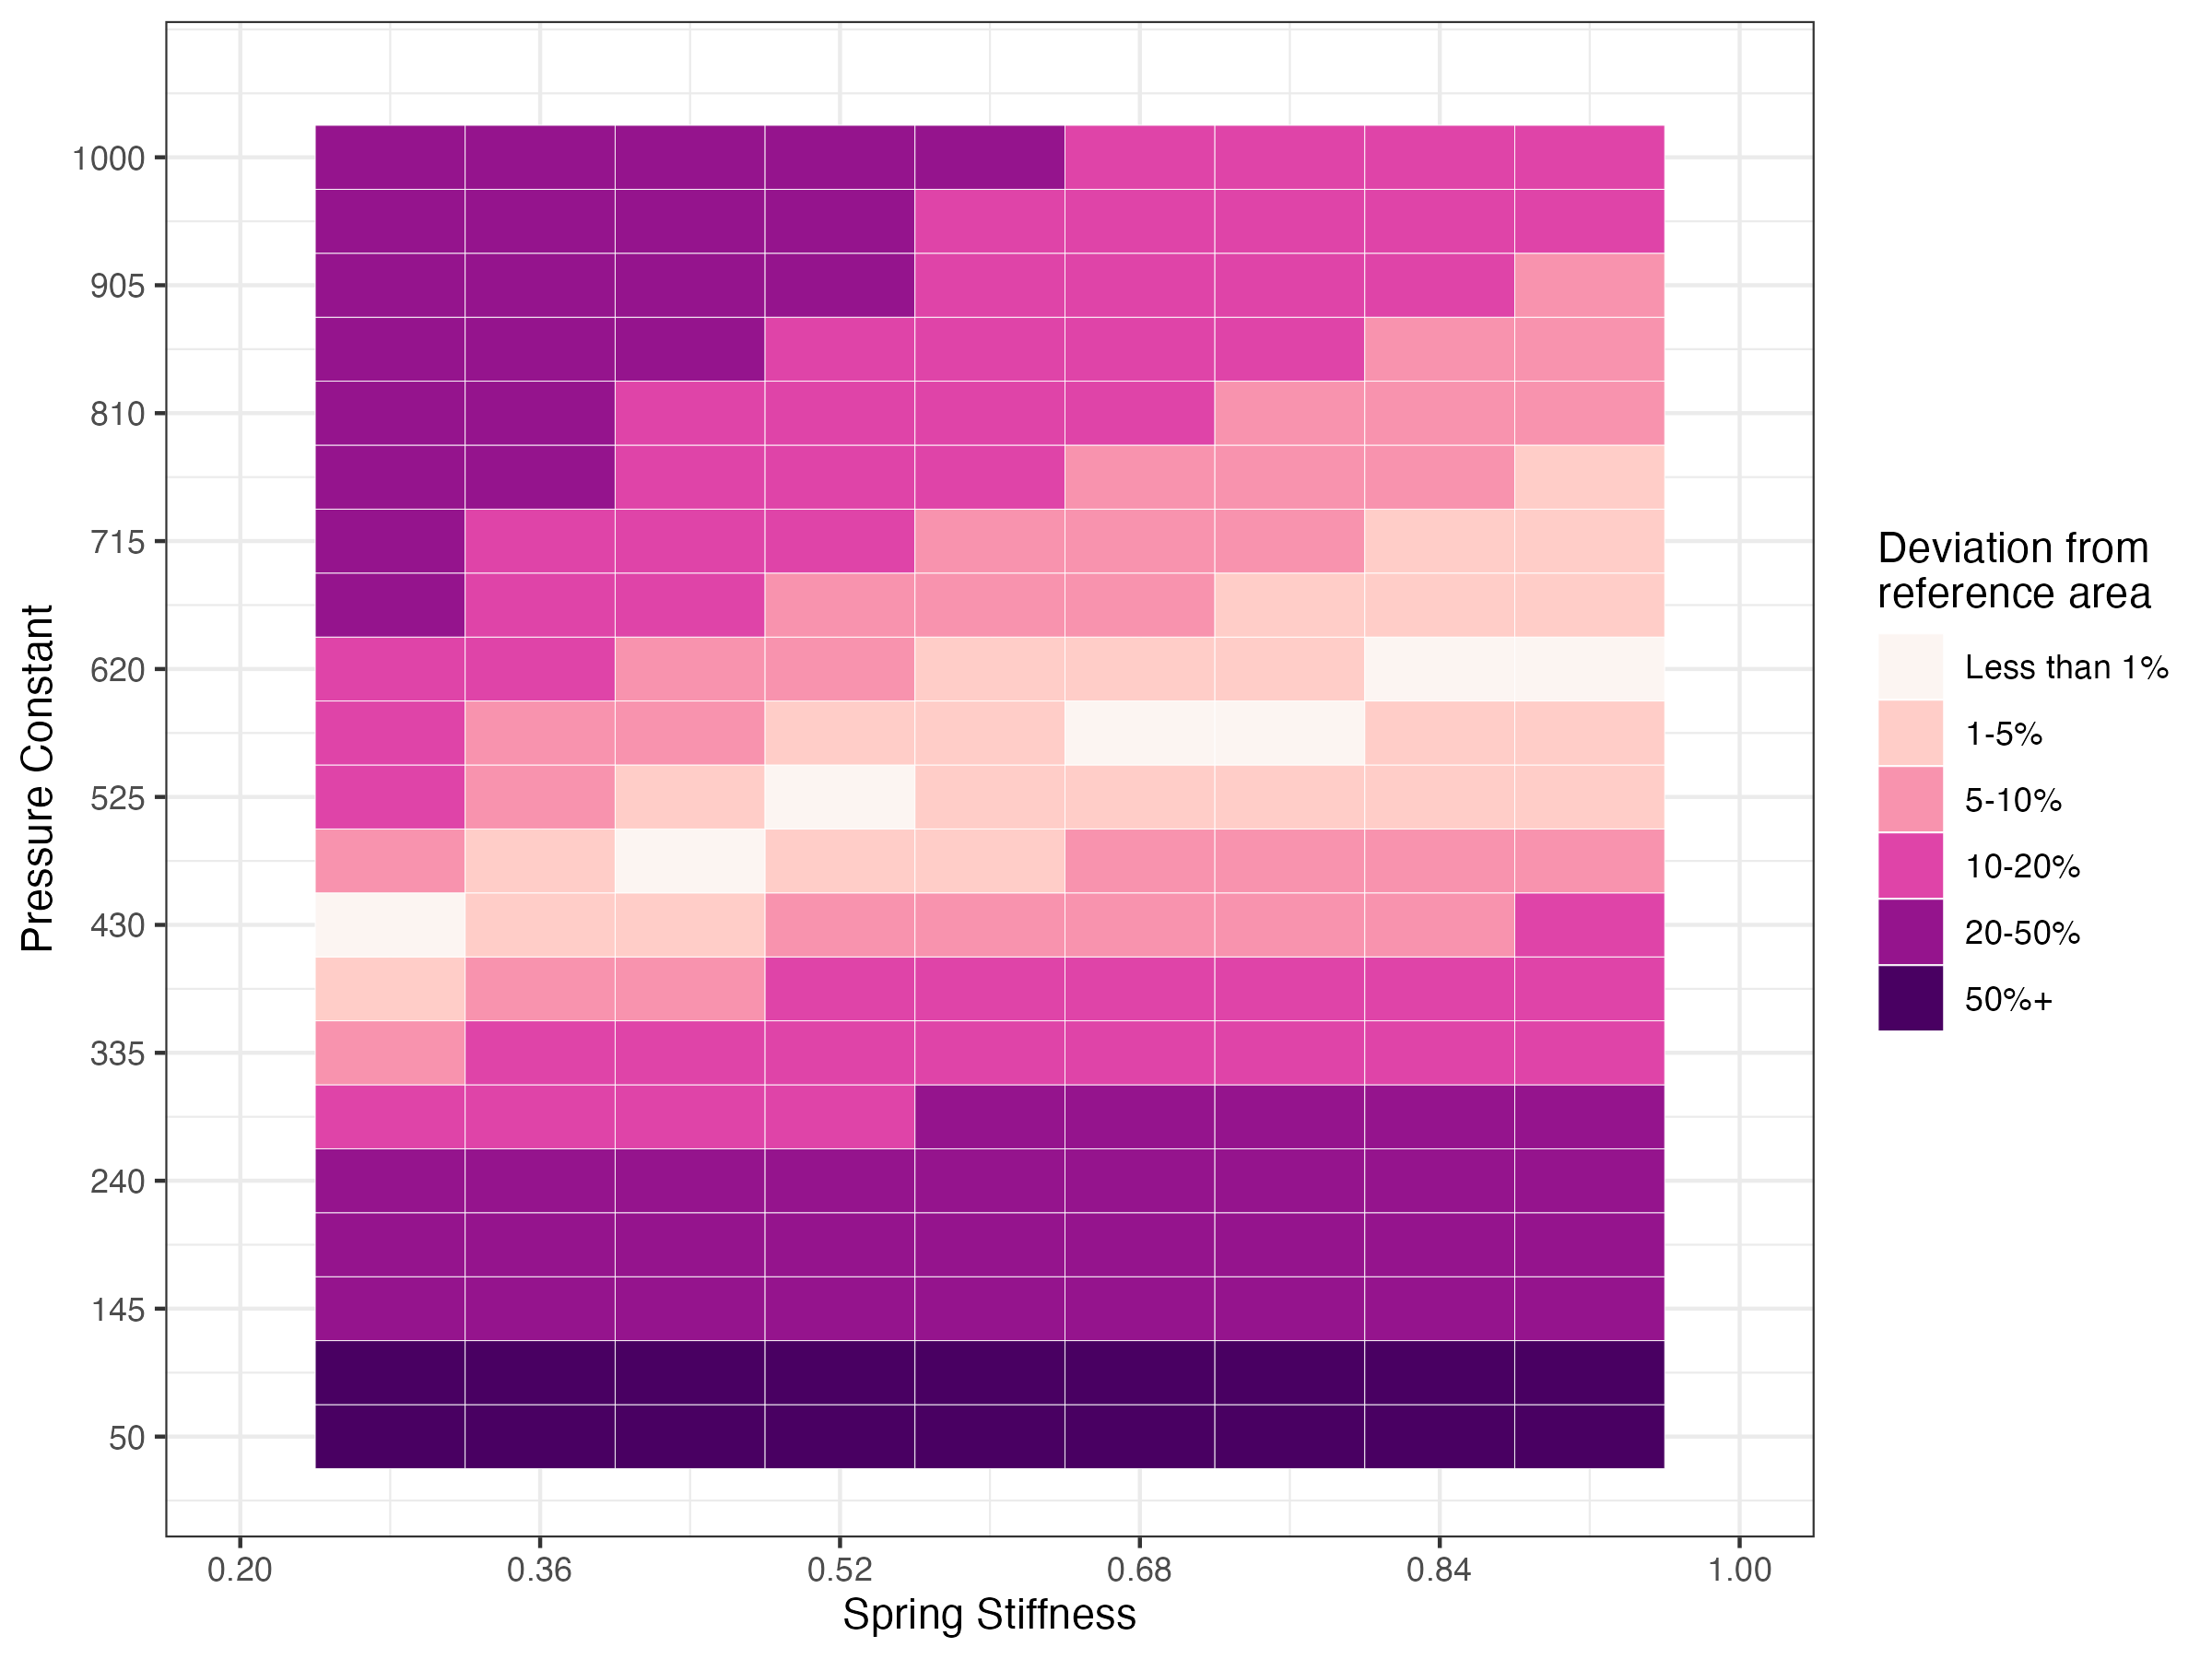 Pressure Constant
1000
905
810
715
620
525
430
335
240
145
50
0.20 0.36 0.52 0.68 0.84 1.00
Spring Stiffness
Deviation from
reference area
Less than 1%
1-5%
5-10%
10-20%
20-50%
50%+